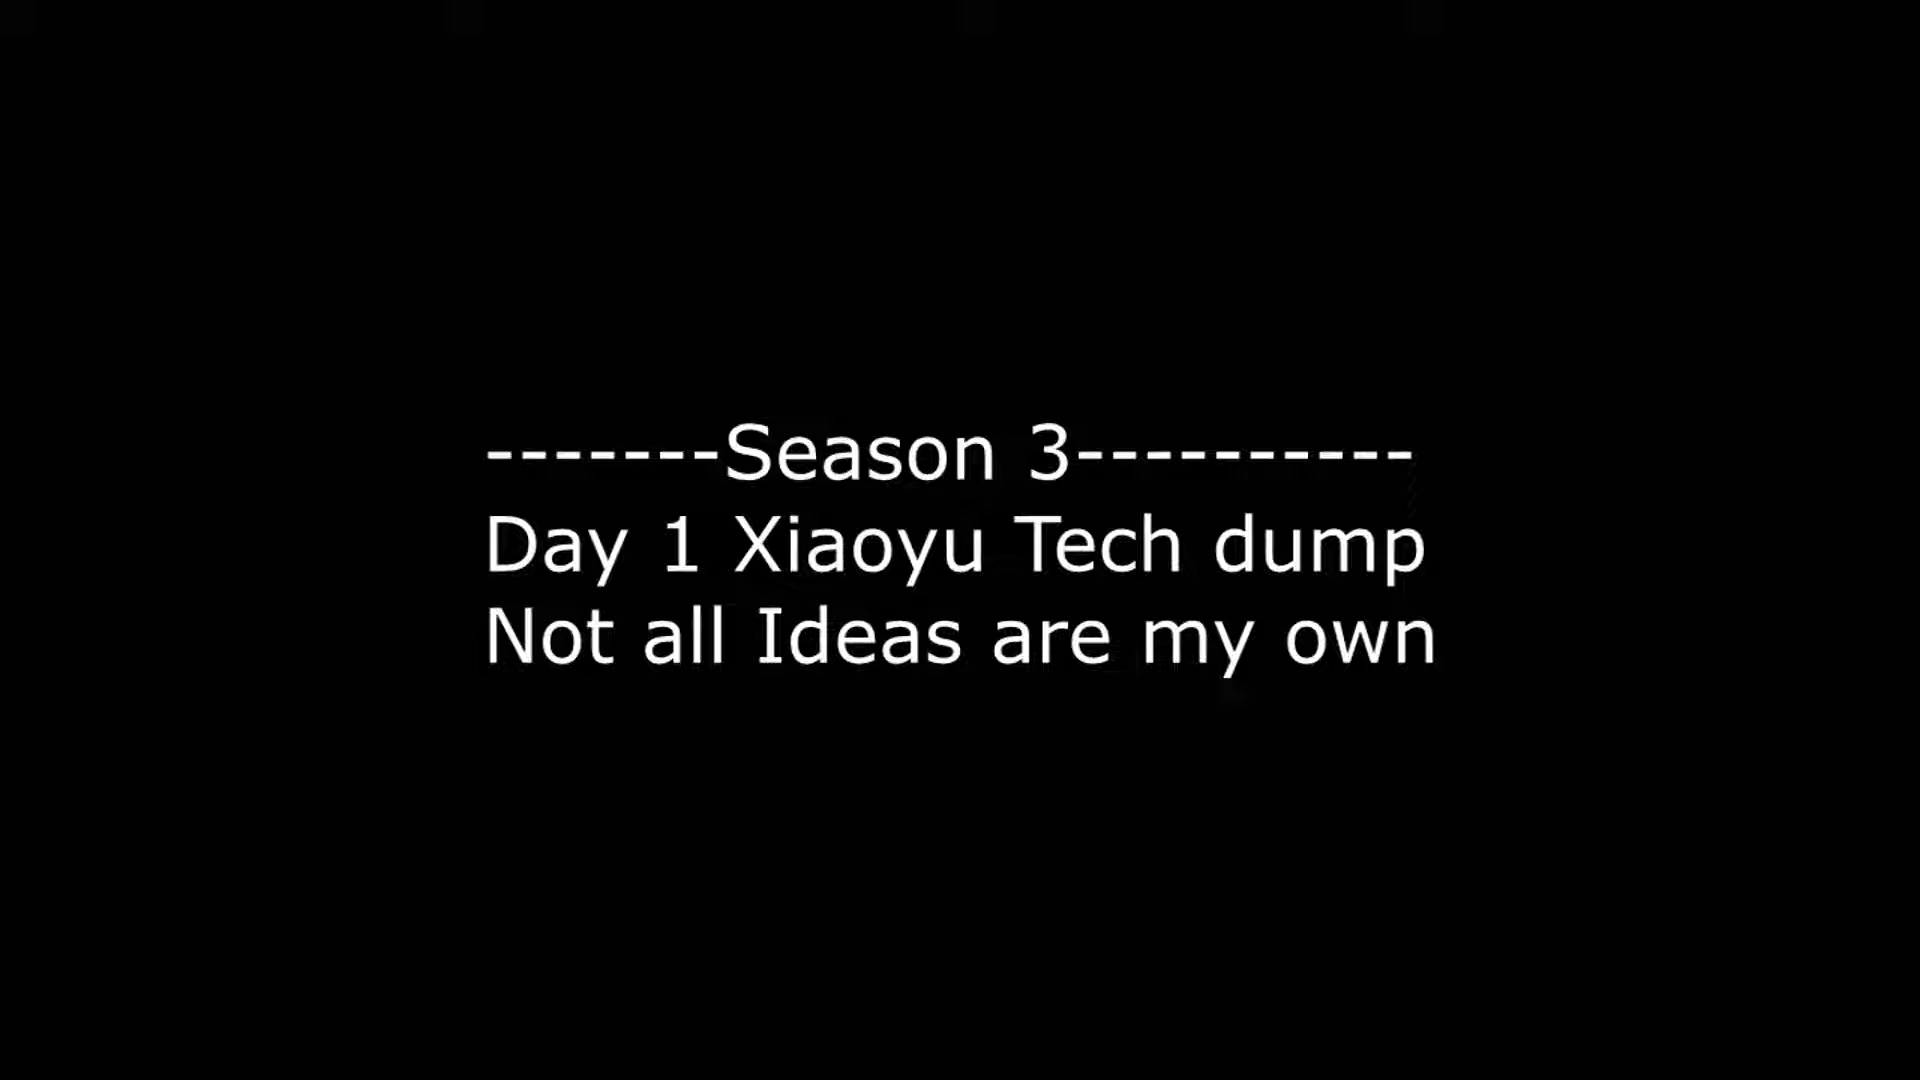 -------Season 3----------
Day 1 Xiaoyu Tech dump
Not all Ideas are my own